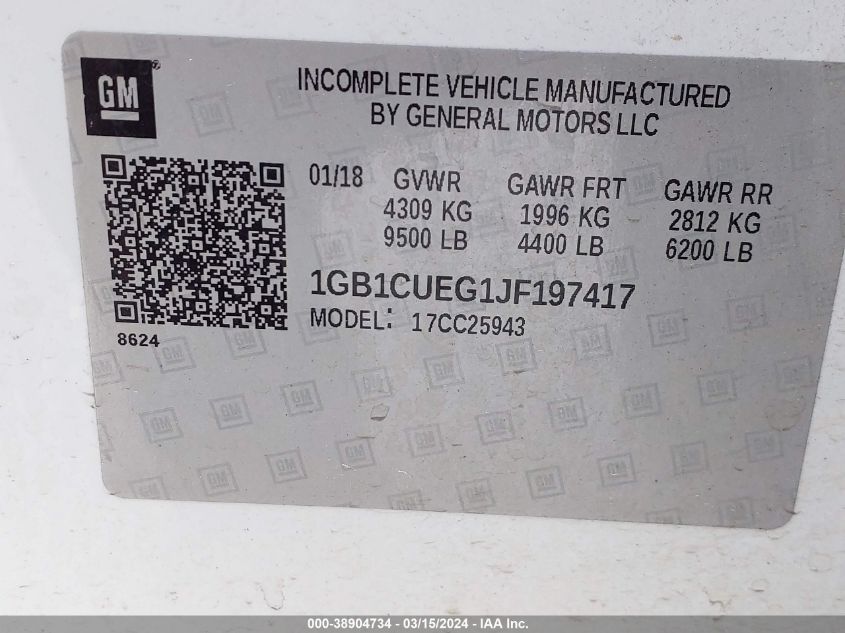 GM
INCOMPLETE VEHICLE MANUFACTURED
BY GENERAL MOTORS LLC
01/18 GVWR GAWR FRT GAWR RR
4309 KG 1996 KG 2812 KG
9500 LB 4400 LB 6200 LB
1GB1CUEG1JF197417
MODEL: 17CC25943
8624
000-38904734 - 03/15/2024 - IAA Inc.